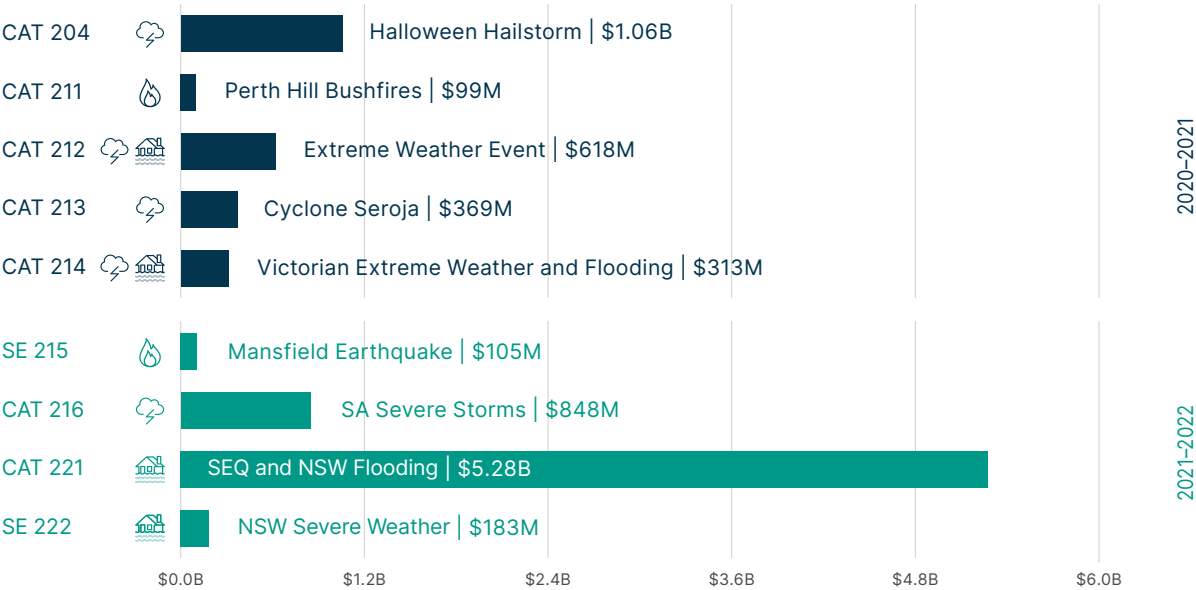 CAT 204 Halloween Hailstorm | $1.06B
CAT 211 Perth Hill Bushfires | $99M
CAT 212 Extreme Weather Event | $618M
CAT 213 Cyclone Seroja | $369M
CAT 214 Victorian Extreme Weather and Flooding | $313M
2020–2021
SE 215 Mansfield Earthquake | $105M
CAT 216 SA Severe Storms | $848M
CAT 221 SEQ and NSW Flooding | $5.28B
SE 222 NSW Severe Weather | $183M
2021–2022
$0.0B $1.2B $2.4B $3.6B $4.8B $6.0B